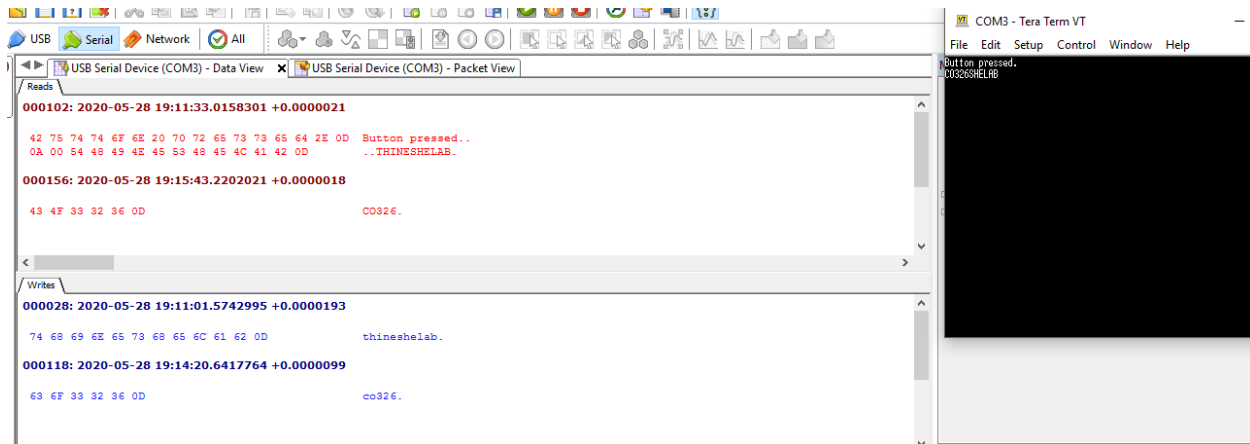 USB Serial Network All
USB Serial Device (COM3) - Data View x USB Serial Device (COM3) - Packet View
Reads
000102: 2020-05-28 19:11:33.0158301 +0.0000021
42 75 74 74 6F 6E 20 70 72 65 73 73 65 64 2E 0D Button pressed..
0A 00 54 48 49 4E 45 53 48 45 4C 41 42 0D ..THINESHELAB.
000156: 2020-05-28 19:15:43.2202021 +0.0000018
43 4F 33 32 36 0D CO326.
Writes
000028: 2020-05-28 19:11:01.5742995 +0.0000193
74 68 69 6E 65 73 68 65 6C 61 62 0D thineshelab.
000118: 2020-05-28 19:14:20.6417764 +0.0000099
63 6F 33 32 36 0D co326.
COM3 - Tera Term VT
File Edit Setup Control Window Help
Button pressed.
CO326SHELAB